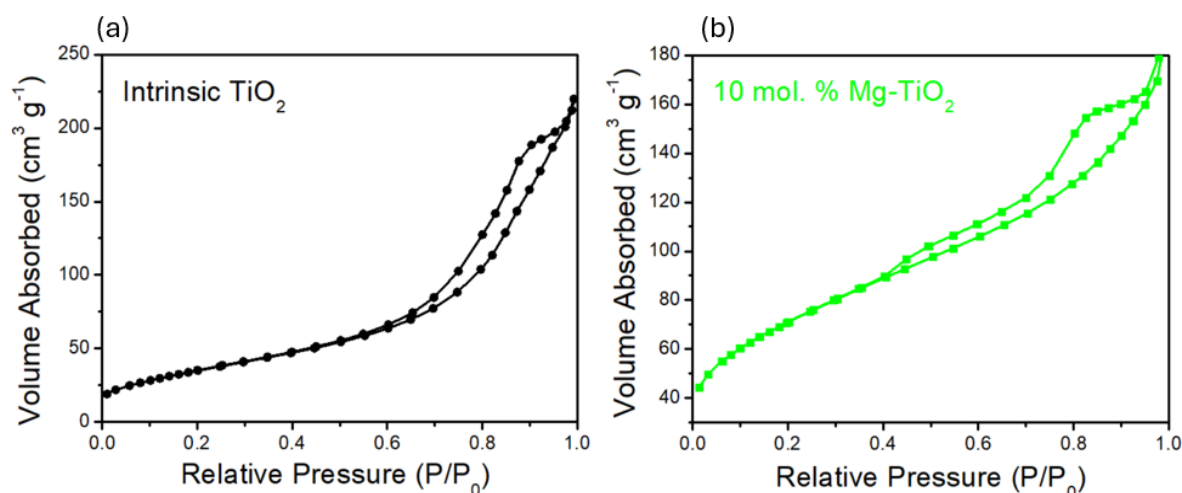 (a)
Intrinsic TiO₂
Volume Absorbed (cm³ g⁻¹)
250
200
150
100
50
0
0.0 0.2 0.4 0.6 0.8 1.0
Relative Pressure (P/P₀)
(b)
10 mol. % Mg-TiO₂
Volume Absorbed (cm³ g⁻¹)
180
160
140
120
100
80
60
40
0.0 0.2 0.4 0.6 0.8 1.0
Relative Pressure (P/P₀)